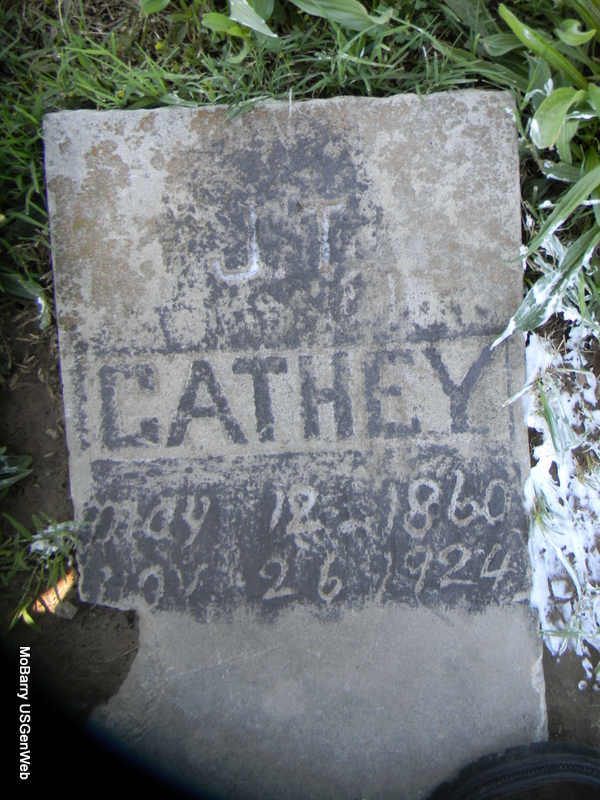 J.T
CATHEY
may 12 1860
nov 26 1924
MoBarry USGenWeb